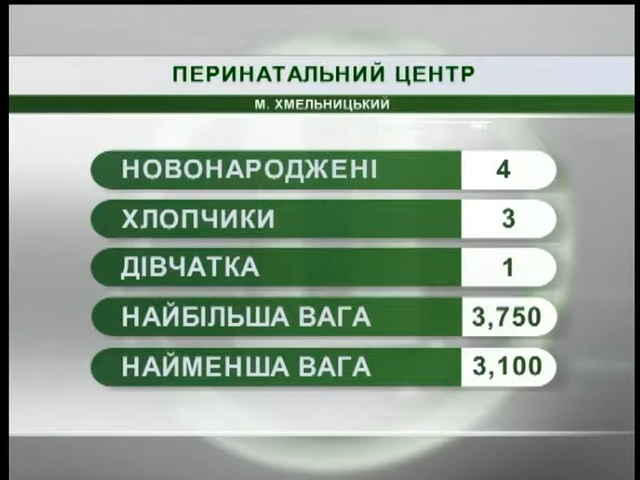 ПЕРИНАТАЛЬНИЙ ЦЕНТР
М. ХМЕЛЬНИЦЬКИЙ
НОВОНАРОДЖЕНІ 4
ХЛОПЧИКИ 3
ДІВЧАТКА 1
НАЙБІЛЬША ВАГА 3,750
НАЙМЕНША ВАГА 3,100